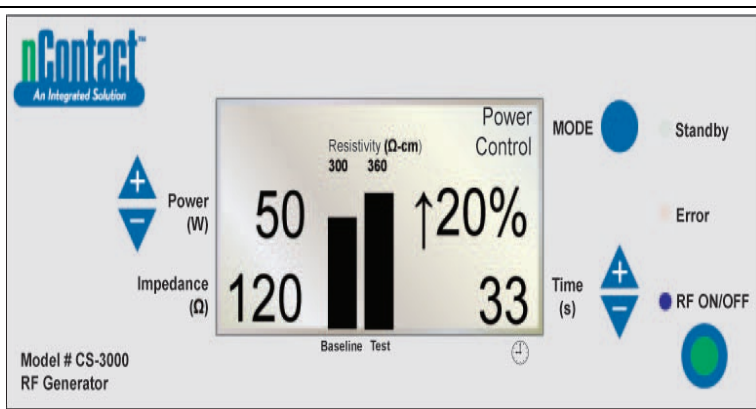 nContact™
An Integrated Solution
Power
Control
MODE
Standby
Resistivity (Ω-cm)
300 360
Power
(W)
50
↑20%
Error
Impedance
(Ω)
120
33
Time
(s)
RF ON/OFF
Baseline Test
Model # CS-3000
RF Generator